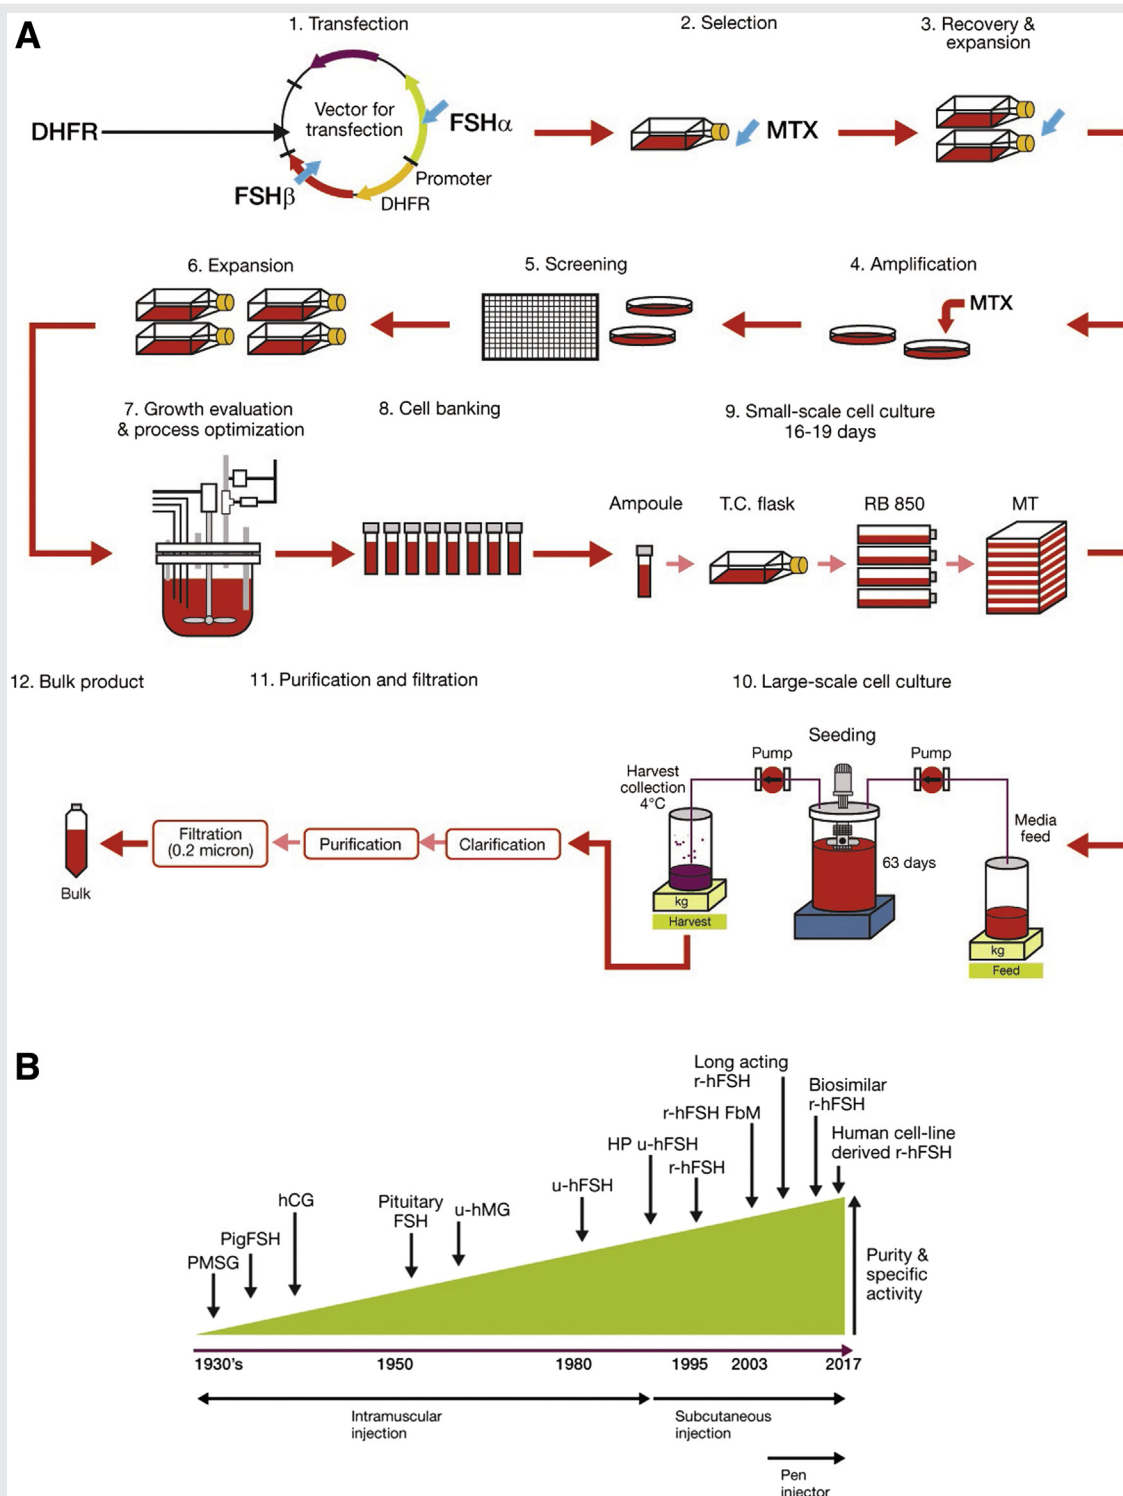 A
1. Transfection
2. Selection
3. Recovery &
expansion
DHFR
Vector for
transfection
FSHα
MTX
FSHβ
Promoter
DHFR
6. Expansion
5. Screening
4. Amplification
MTX
7. Growth evaluation
& process optimization
8. Cell banking
9. Small-scale cell culture
16-19 days
Ampoule
T.C. flask
RB 850
MT
12. Bulk product
11. Purification and filtration
10. Large-scale cell culture
Seeding
Pump
Pump
Harvest
collection
4°C
Media
feed
63 days
Filtration
(0.2 micron)
Purification
Clarification
Bulk
kg
Harvest
kg
Feed
B
Long acting
r-hFSH
Biosimilar
r-hFSH
r-hFSH FbM
Human cell-line
derived r-hFSH
HP u-hFSH
r-hFSH
u-hFSH
hCG
Pituitary
FSH
u-hMG
PigFSH
PMSG
Purity &
specific
activity
1930's
1950
1980
1995
2003
2017
Intramuscular
injection
Subcutaneous
injection
Pen
injector